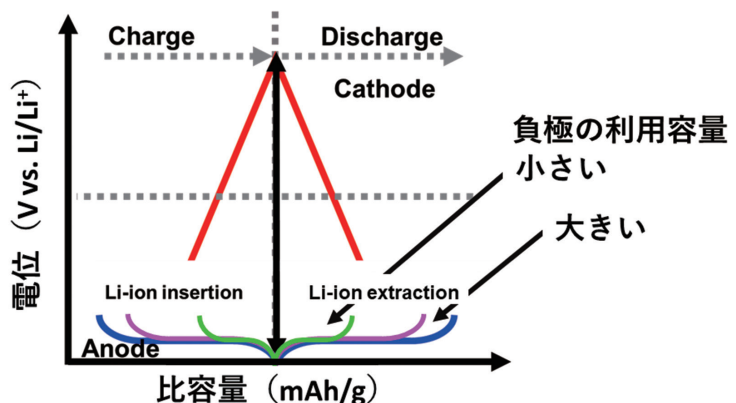 Charge
Discharge
Cathode
負極の利用容量
小さい
大きい
電位（V vs. Li/Li⁺）
Li-ion insertion
Li-ion extraction
Anode
比容量（mAh/g）